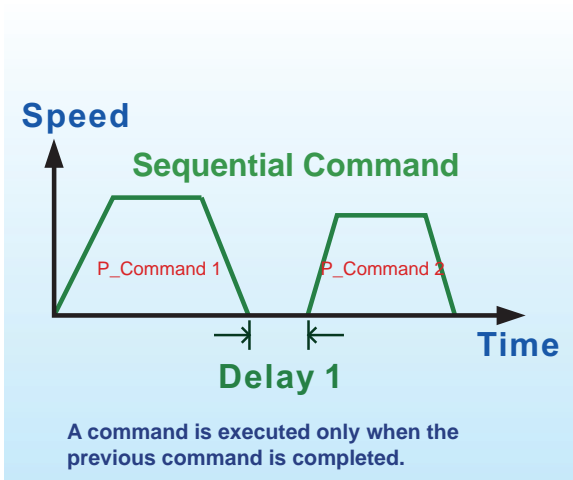 Speed
Sequential Command
P_Command 1
P_Command 2
Time
Delay 1
A command is executed only when the
previous command is completed.